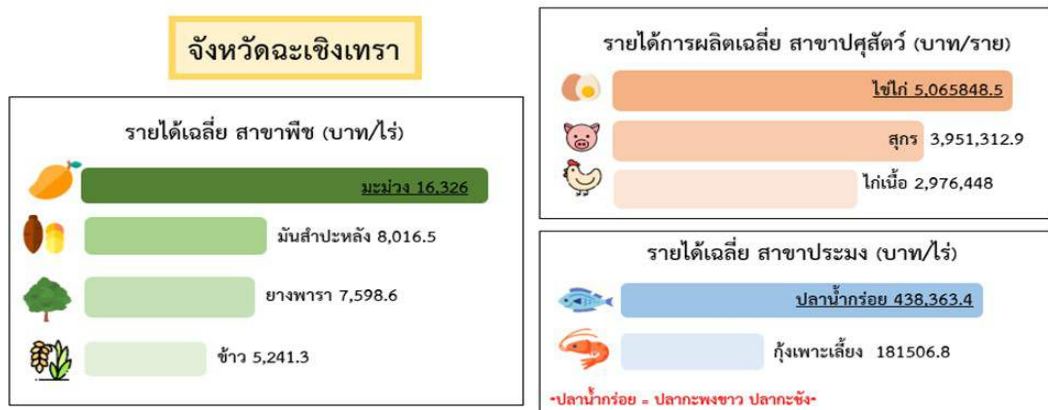 จังหวัดฉะเชิงเทรา
รายได้เฉลี่ย สาขาพืช (บาท/ไร่)
มะม่วง 16,326
มันสำปะหลัง 8,016.5
ยางพารา 7,598.6
ข้าว 5,241.3
รายได้การผลิตเฉลี่ย สาขาปศุสัตว์ (บาท/ราย)
ไข่ไก่ 5,065848.5
สุกร 3,951,312.9
ไก่เนื้อ 2,976,448
รายได้เฉลี่ย สาขาประมง (บาท/ไร่)
ปลาน้ำกร่อย 438,363.4
กุ้งเพาะเลี้ยง 181506.8
*ปลาน้ำกร่อย = ปลากะพงขาว ปลากะชัง*